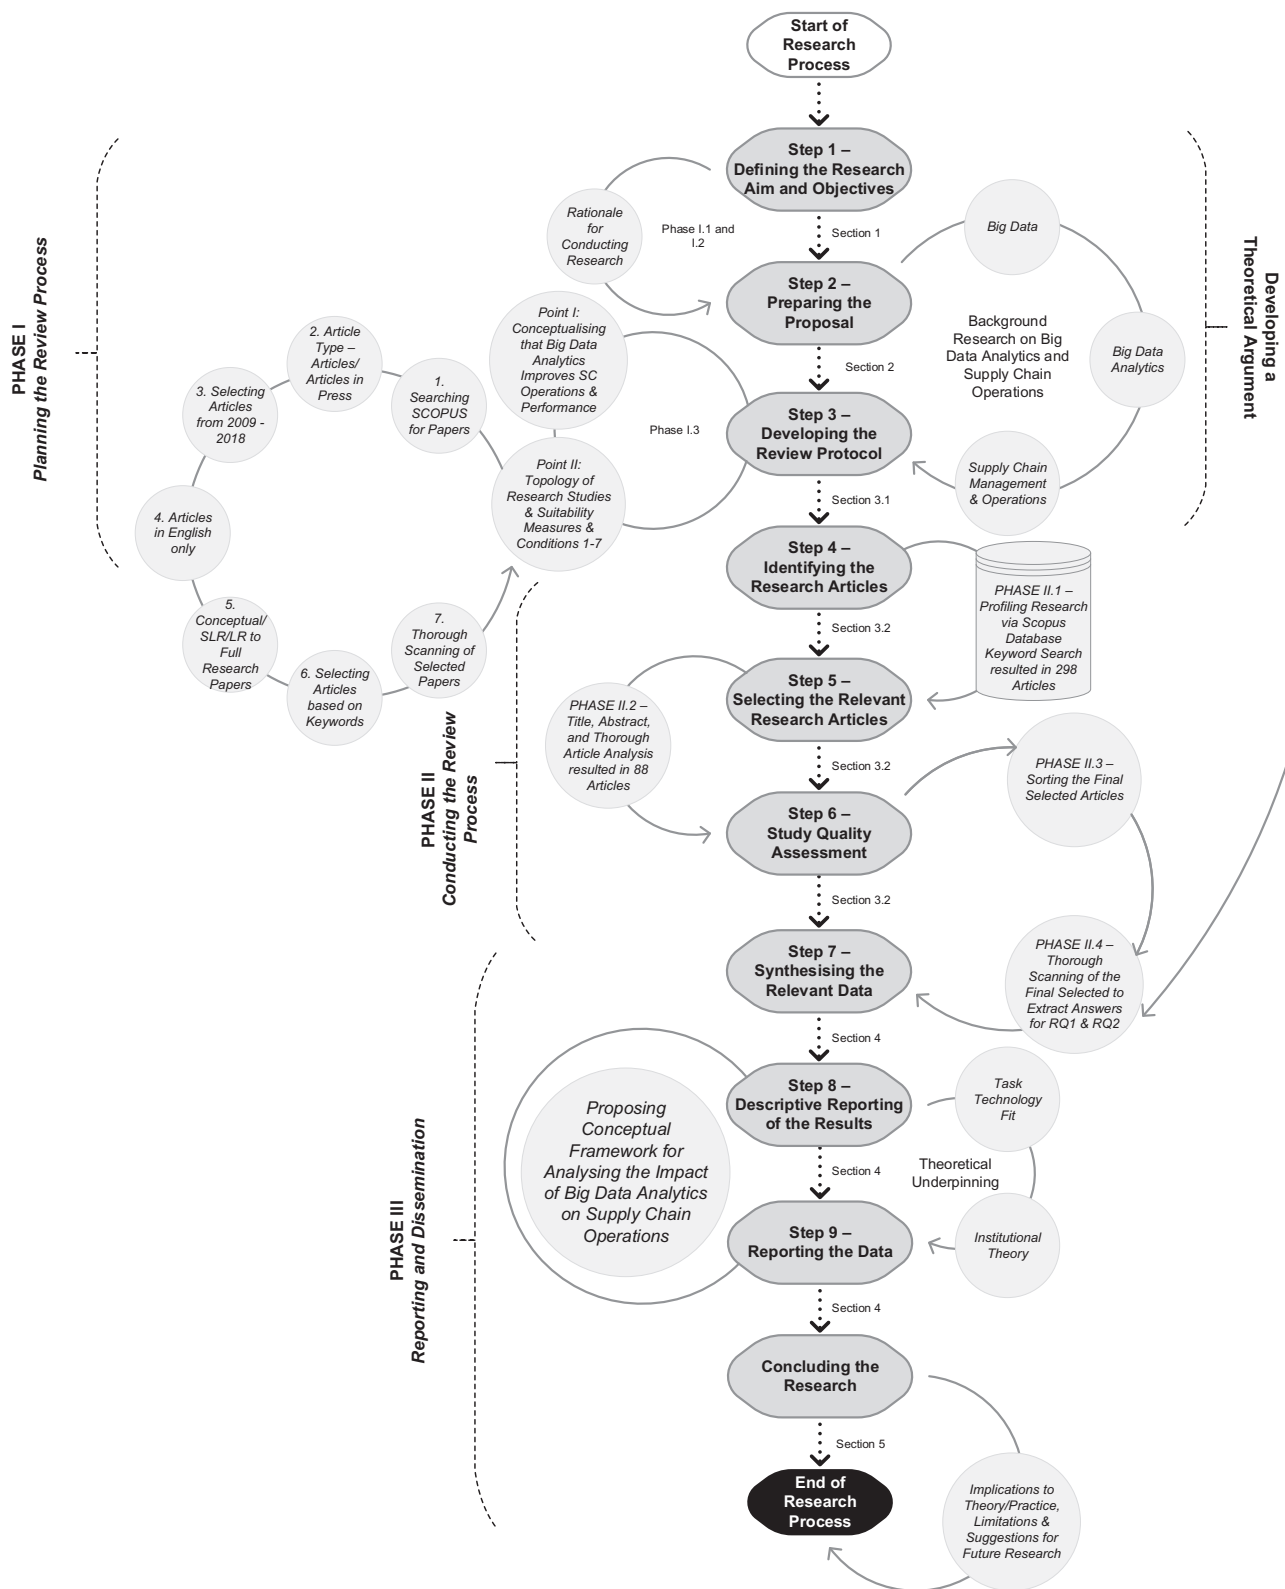 Start of
Research
Process
Step 1 –
Defining the Research
Aim and Objectives
Rationale
for
Conducting
Research
Phase I.1 and
I.2
Section 1
Big Data
Step 2 –
Preparing the
Proposal
Background
Research on Big
Data Analytics and
Supply Chain
Operations
Big Data
Analytics
Developing a
Theoretical Argument
PHASE I
Planning the Review Process
Point I:
Conceptualising
that Big Data
Analytics
Improves SC
Operations &
Performance
Section 2
1.
Searching
SCOPUS
for Papers
2. Article
Type –
Articles/
Articles in
Press
3. Selecting
Articles
from 2009 -
2018
4. Articles
in English
only
5.
Conceptual/
SLR/LR to
Full
Research
Papers
6. Selecting
Articles
based on
Keywords
7.
Thorough
Scanning of
Selected
Papers
Point II:
Topology of
Research Studies
& Suitability
Measures &
Conditions 1-7
Phase I.3
Step 3 –
Developing the
Review Protocol
Supply Chain
Management
& Operations
Section 3.1
Step 4 –
Identifying the
Research Articles
PHASE II.1 –
Profiling Research
via Scopus
Database
Keyword Search
resulted in 298
Articles
Section 3.2
Step 5 –
Selecting the Relevant
Research Articles
PHASE II
Conducting the Review
Process
PHASE II.2 –
Title, Abstract,
and Thorough
Article Analysis
resulted in 88
Articles
Section 3.2
Step 6 –
Study Quality
Assessment
PHASE II.3 –
Sorting the Final
Selected Articles
Section 3.2
Step 7 –
Synthesising the
Relevant Data
PHASE II.4 –
Thorough
Scanning of the
Final Selected to
Extract Answers
for RQ1 & RQ2
Section 4
PHASE III
Reporting and Dissemination
Proposing
Conceptual
Framework for
Analysing the Impact
of Big Data Analytics
on Supply Chain
Operations
Step 8 –
Descriptive Reporting
of the Results
Task
Technology
Fit
Section 4
Theoretical
Underpinning
Step 9 –
Reporting the Data
Institutional
Theory
Section 4
Concluding the
Research
Section 5
End of
Research
Process
Implications to
Theory/Practice,
Limitations &
Suggestions for
Future Research